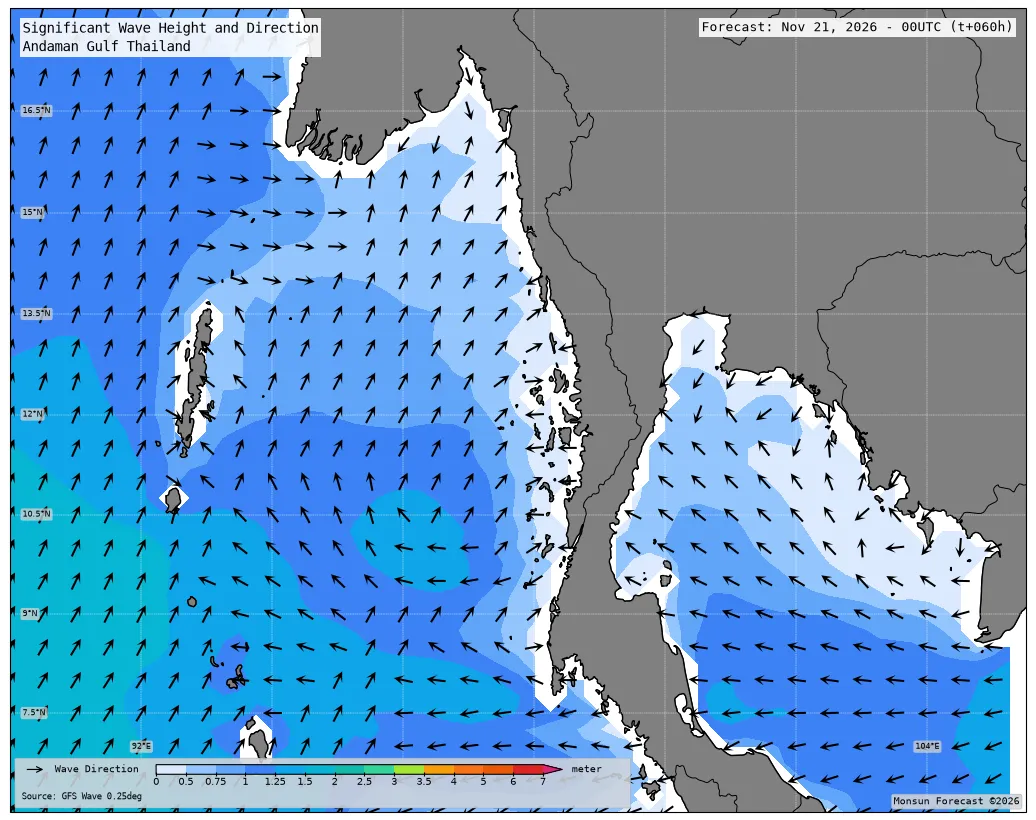 Significant Wave Height and Direction
Andaman Gulf Thailand
Forecast: Nov 21, 2026 - 00UTC (t+060h)
16.5°N
15°N
13.5°N
12°N
10.5°N
9°N
7.5°N
92°E
104°E
Wave Direction
0 0.5 0.75 1 1.25 1.5 2 2.5 3 3.5 4 5 6 7 meter
Source: GFS Wave 0.25deg
Monsun Forecast ©2026